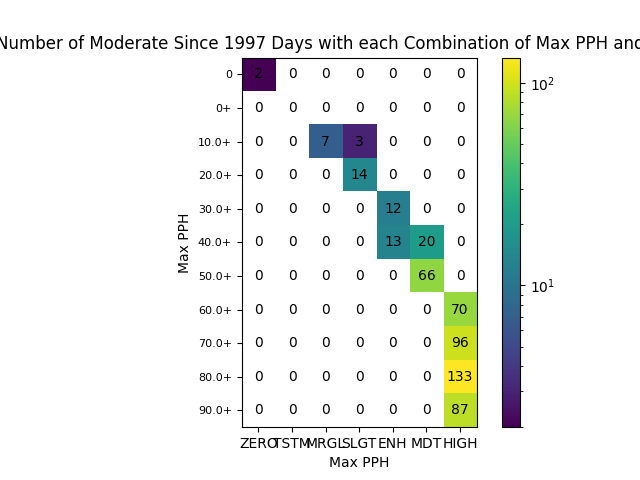 Number of Moderate Since 1997 Days with each Combination of Max PPH and
0 2 0 0 0 0 0 0
0+ 0 0 0 0 0 0 0
10.0+ 0 0 7 3 0 0 0
20.0+ 0 0 0 14 0 0 0
30.0+ 0 0 0 0 12 0 0
40.0+ 0 0 0 0 13 20 0
50.0+ 0 0 0 0 0 66 0
60.0+ 0 0 0 0 0 0 70
70.0+ 0 0 0 0 0 0 96
80.0+ 0 0 0 0 0 0 133
90.0+ 0 0 0 0 0 0 87
ZERO TSTM MRGL SLGT ENH MDT HIGH
Max PPH
Max PPH
10²
10¹